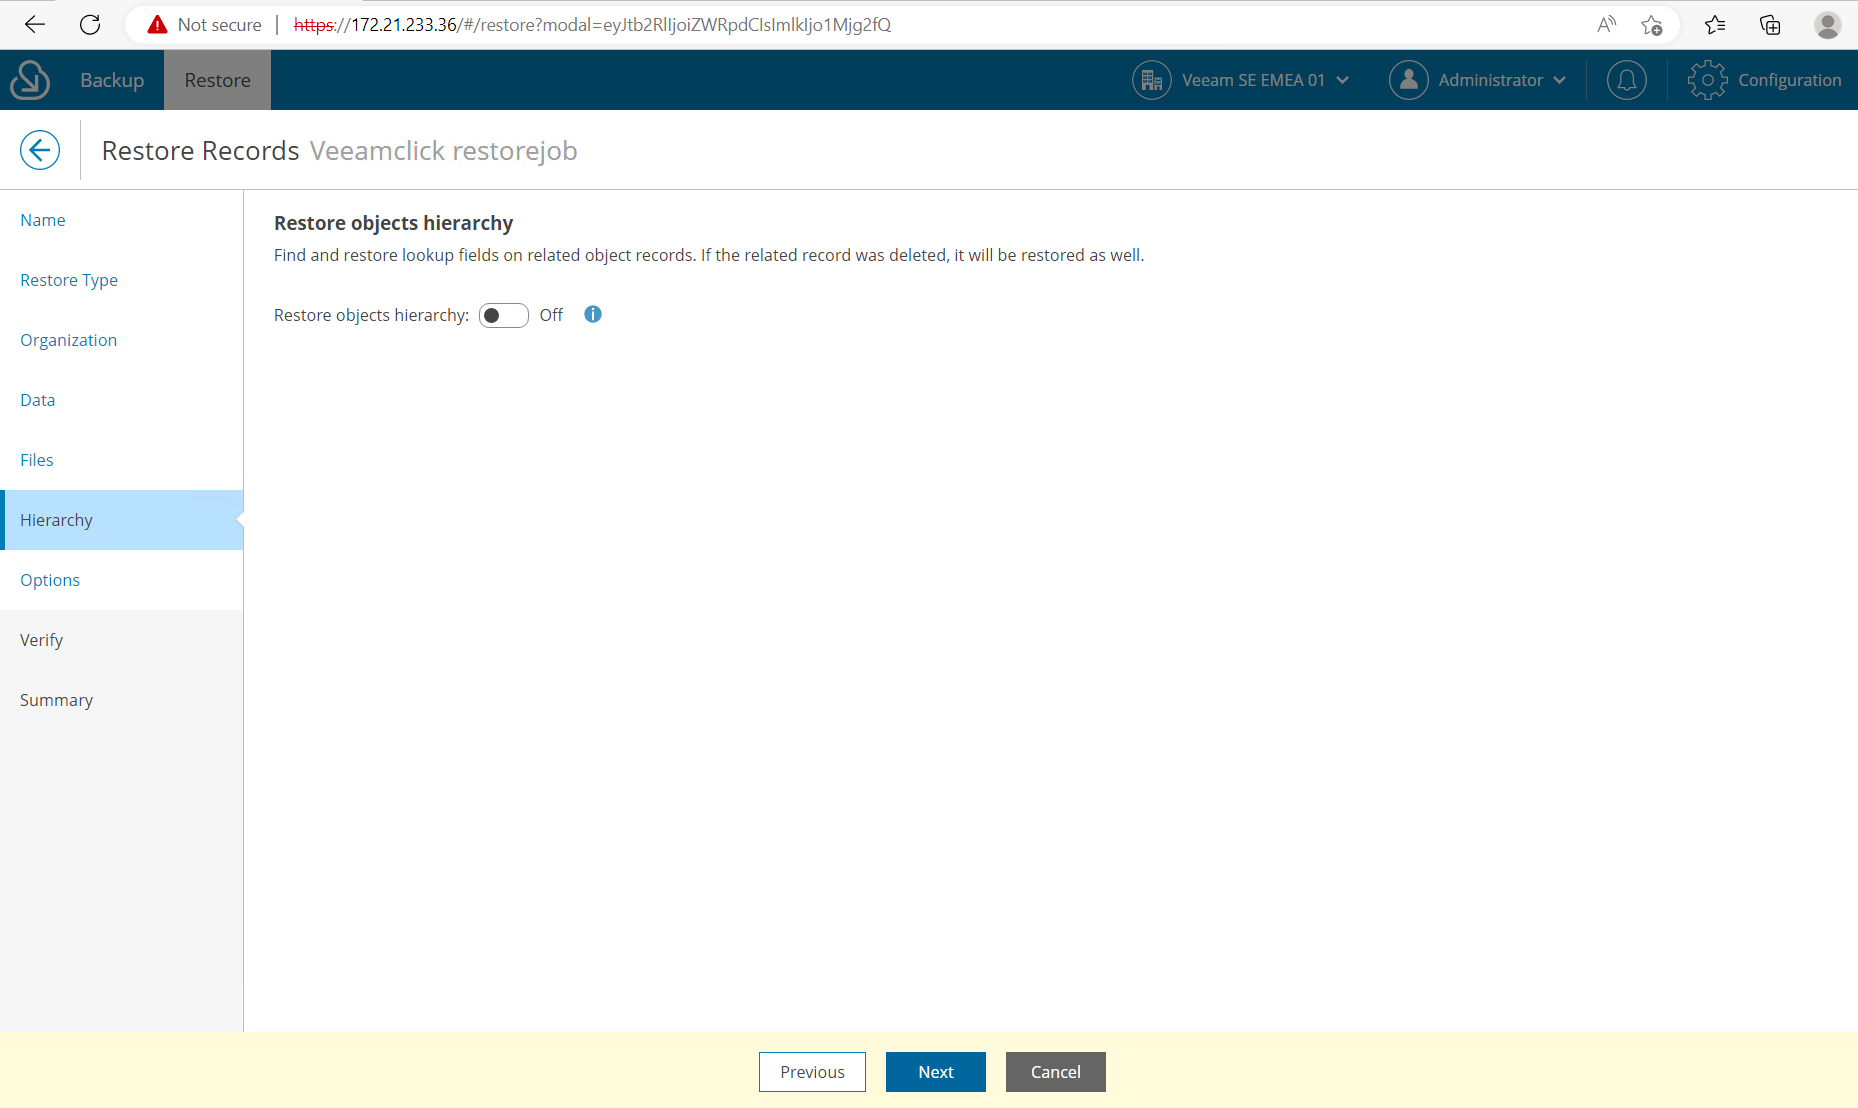 Not secure | https://172.21.233.36/#/restore?modal=eyJtb2RlIjoiZWRpdCIsImlkIjo1Mjg2fQ
Backup Restore Veeam SE EMEA 01 Administrator Configuration
Restore Records Veeamclick restorejob
Name
Restore Type
Organization
Data
Files
Hierarchy
Options
Verify
Summary
Restore objects hierarchy
Find and restore lookup fields on related object records. If the related record was deleted, it will be restored as well.
Restore objects hierarchy: Off
Previous Next Cancel